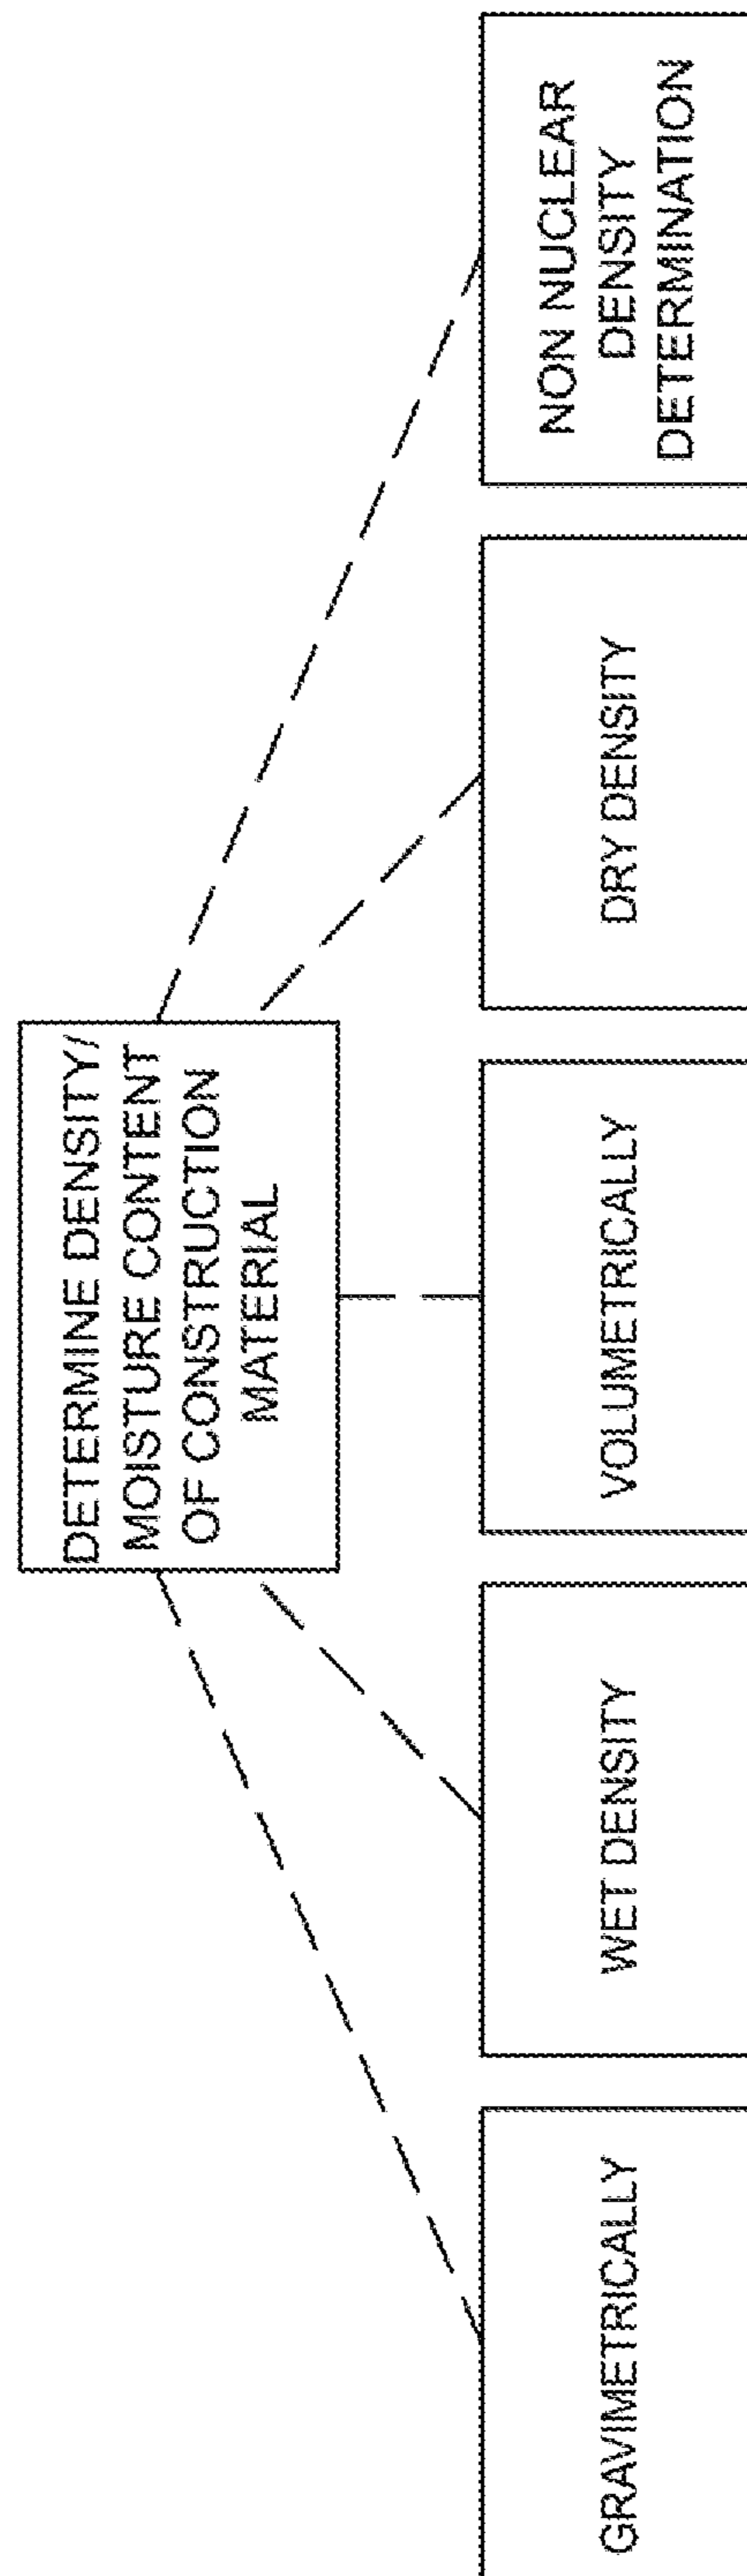 DETERMINE DENSITY/
MOISTURE CONTENT
OF CONSTRUCTION
MATERIAL
GRAVIMETRICALLY
WET DENSITY
VOLUMETRICALLY
DRY DENSITY
NON NUCLEAR
DENSITY
DETERMINATION